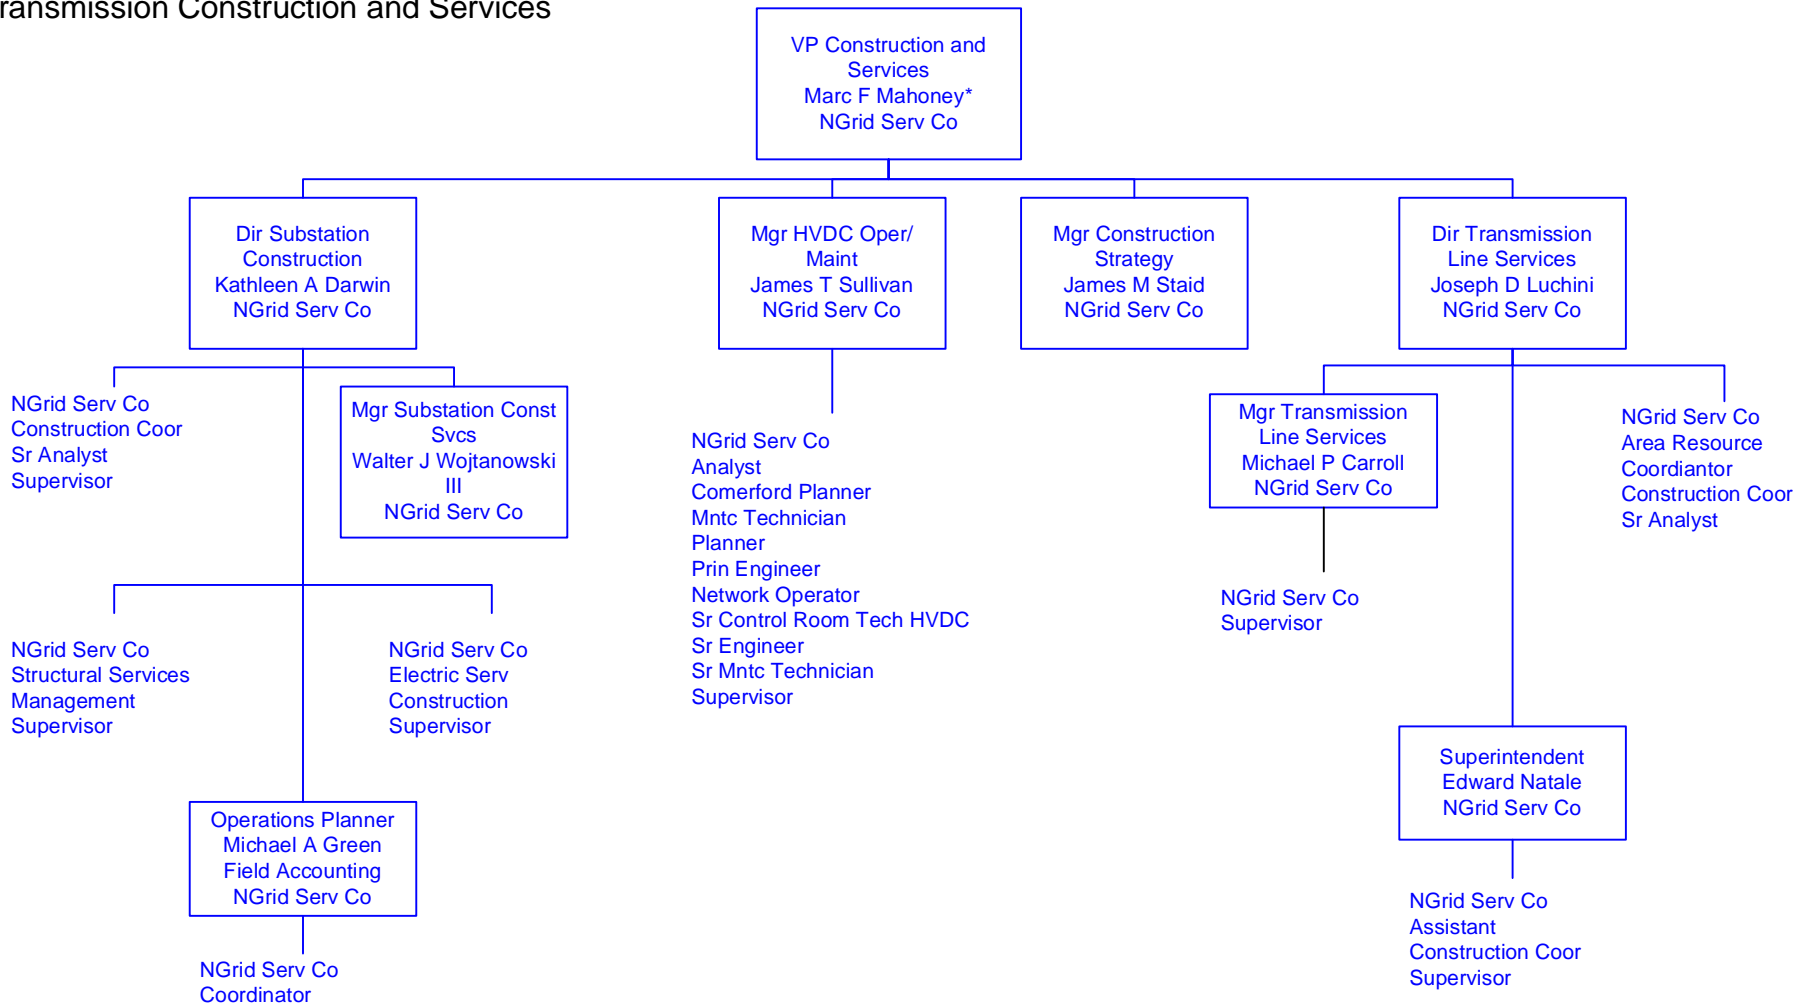 ransmission Construction and Services
VP Construction and
Services
Marc F Mahoney*
NGrid Serv Co
Dir Substation
Construction
Kathleen A Darwin
NGrid Serv Co
Mgr HVDC Oper/
Maint
James T Sullivan
NGrid Serv Co
Mgr Construction
Strategy
James M Staid
NGrid Serv Co
Dir Transmission
Line Services
Joseph D Luchini
NGrid Serv Co
NGrid Serv Co
Construction Coor
Sr Analyst
Supervisor
Mgr Substation Const
Svcs
Walter J Wojtanowski
III
NGrid Serv Co
NGrid Serv Co
Analyst
Comerford Planner
Mntc Technician
Planner
Prin Engineer
Network Operator
Sr Control Room Tech HVDC
Sr Engineer
Sr Mntc Technician
Supervisor
Mgr Transmission
Line Services
Michael P Carroll
NGrid Serv Co
NGrid Serv Co
Area Resource
Coordiantor
Construction Coor
Sr Analyst
NGrid Serv Co
Supervisor
NGrid Serv Co
Structural Services
Management
Supervisor
NGrid Serv Co
Electric Serv
Construction
Supervisor
Superintendent
Edward Natale
NGrid Serv Co
Operations Planner
Michael A Green
Field Accounting
NGrid Serv Co
NGrid Serv Co
Assistant
Construction Coor
Supervisor
NGrid Serv Co
Coordinator